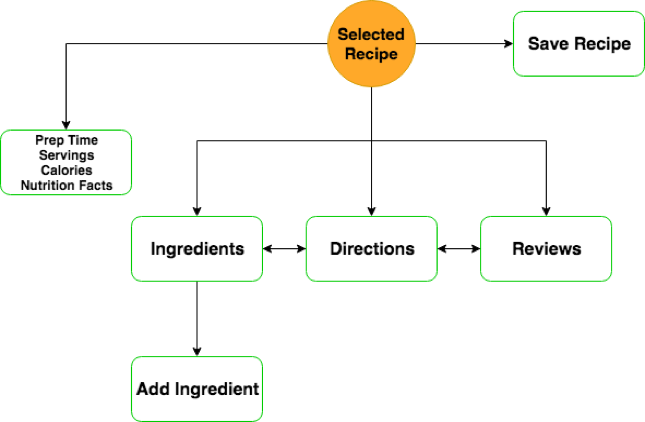 Selected
Recipe
Save Recipe
Prep Time
Servings
Calories
Nutrition Facts
Ingredients
Directions
Reviews
Add Ingredient